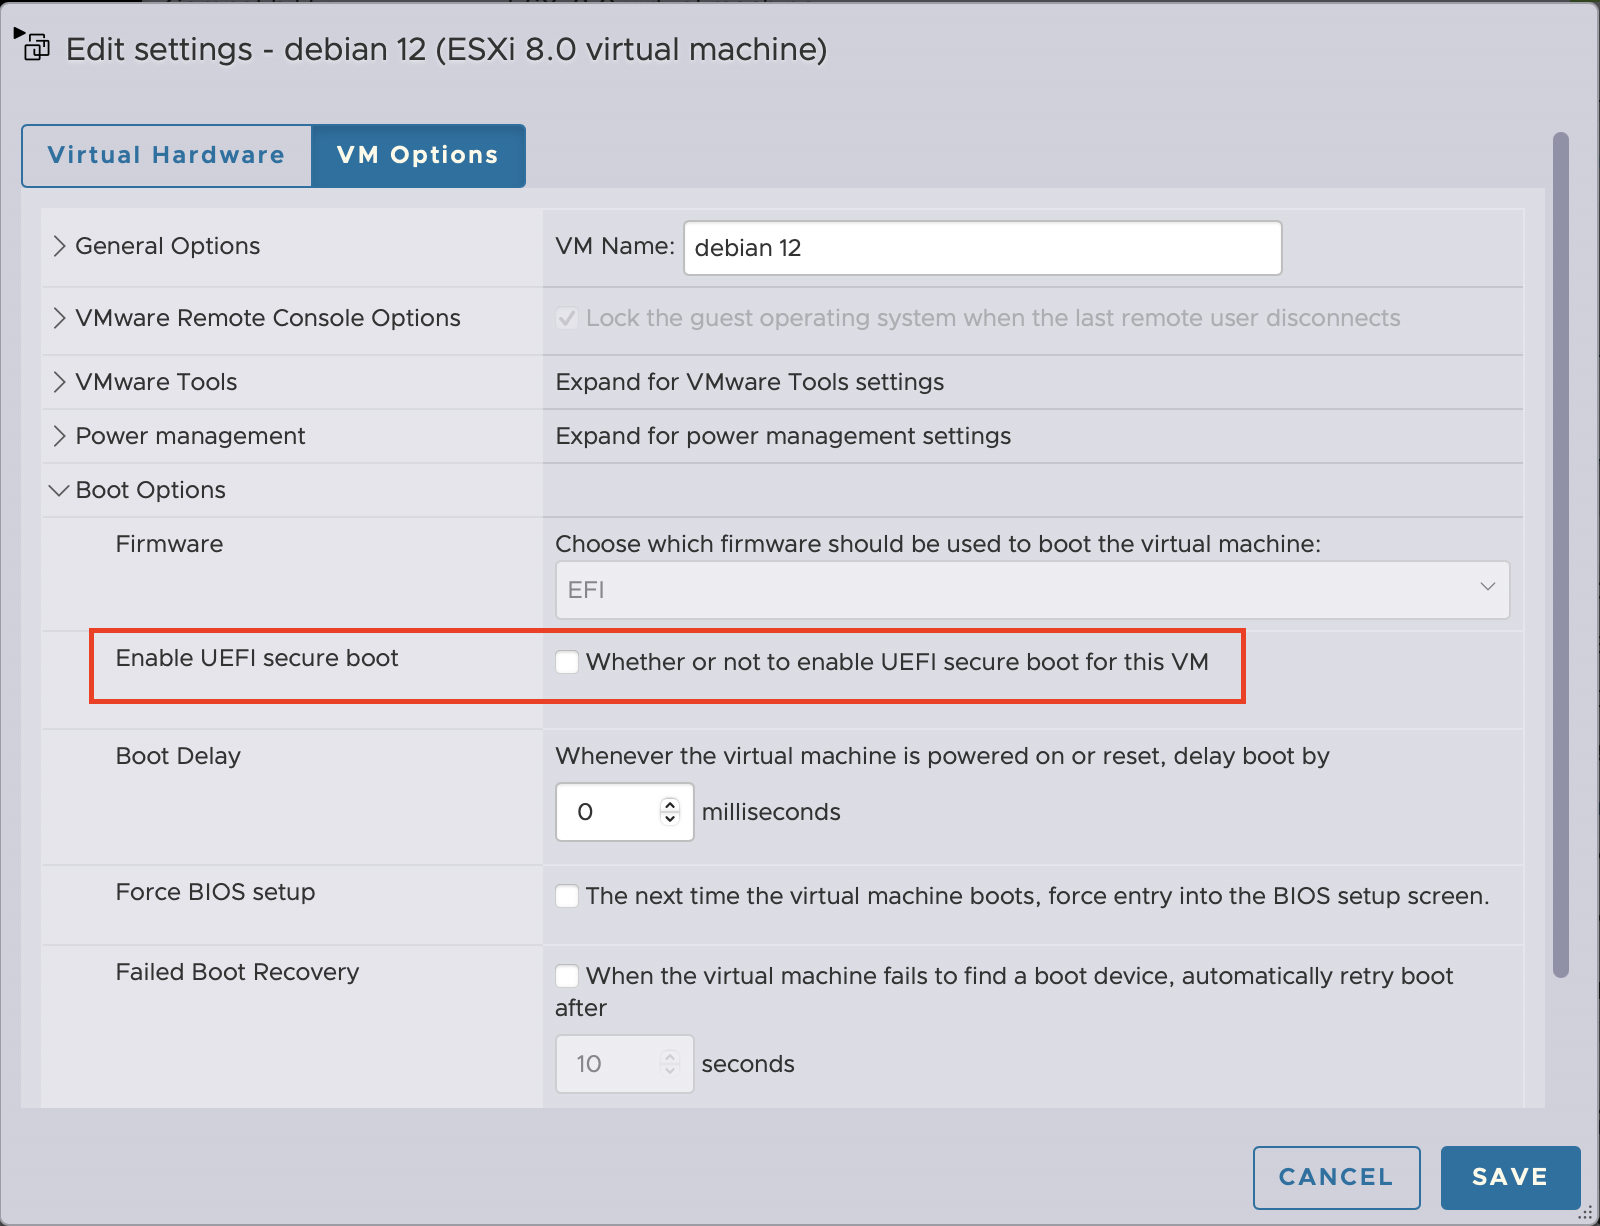 Edit settings - debian 12 (ESXi 8.0 virtual machine)
Virtual Hardware
VM Options
General Options
VM Name:
debian 12
VMware Remote Console Options
Lock the guest operating system when the last remote user disconnects
VMware Tools
Expand for VMware Tools settings
Power management
Expand for power management settings
Boot Options
Firmware
Choose which firmware should be used to boot the virtual machine:
EFI
Enable UEFI secure boot
Whether or not to enable UEFI secure boot for this VM
Boot Delay
Whenever the virtual machine is powered on or reset, delay boot by
0
milliseconds
Force BIOS setup
The next time the virtual machine boots, force entry into the BIOS setup screen.
Failed Boot Recovery
When the virtual machine fails to find a boot device, automatically retry boot
after
10
seconds
CANCEL
SAVE